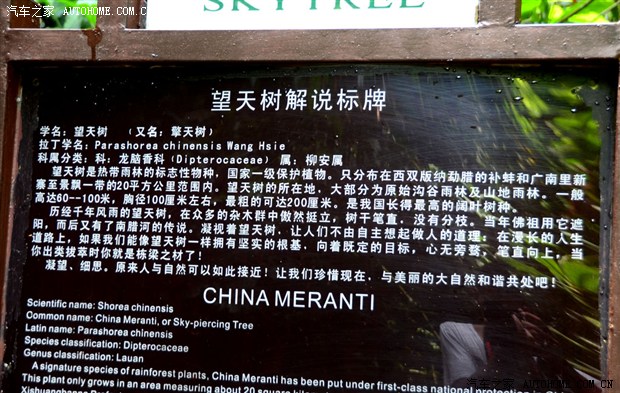 汽车之家 AUTOHOME.COM.CN
SKYTREE
望天树解说标牌
学名：望天树 （又名：擎天树）
拉丁学名：Parashorea chinensis Wang Hsie
科属分类：科：龙脑香科（Dipterocaceae）属：柳安属
望天树是热带雨林的标志性物种，国家一级保护植物。只分布在西双版纳勐腊的补蚌和广南里新
寨至景飘一带的20平方公里范围内。望天树的所在地，大部分为原始沟谷雨林及山地雨林。一般
高达60--100米，胸径100厘米左右，最粗的可达200厘米。是我国长得最高的阔叶树种。
历经千年风雨的望天树，在众多的杂木群中傲然挺立，树干笔直，没有分枝。当年佛祖用它遮
阳，而后又有了南腊河的传说。凝视着望天树，让人们不由自主想起做人的道理：在漫长的人生
道路上，如果我们能像望天树一样拥有坚实的根基，向着既定的目标，心无旁骛，笔直向上，当
你出类拔萃时你就是栋梁之材了！
凝望、细思。原来人与自然可以如此接近！让我们珍惜现在，与美丽的大自然和谐共处吧！
CHINA MERANTI
Scientific name: Shorea chinensis
Common name: China Meranti, or Sky-piercing Tree
Latin name: Parashorea chinensis
Species classification: Dipterocaceae
Genus classification: Lauan
A signature species of rainforest plants, China Meranti has been put under first-class national protection
This plant only grows in an area measuring about 20 square